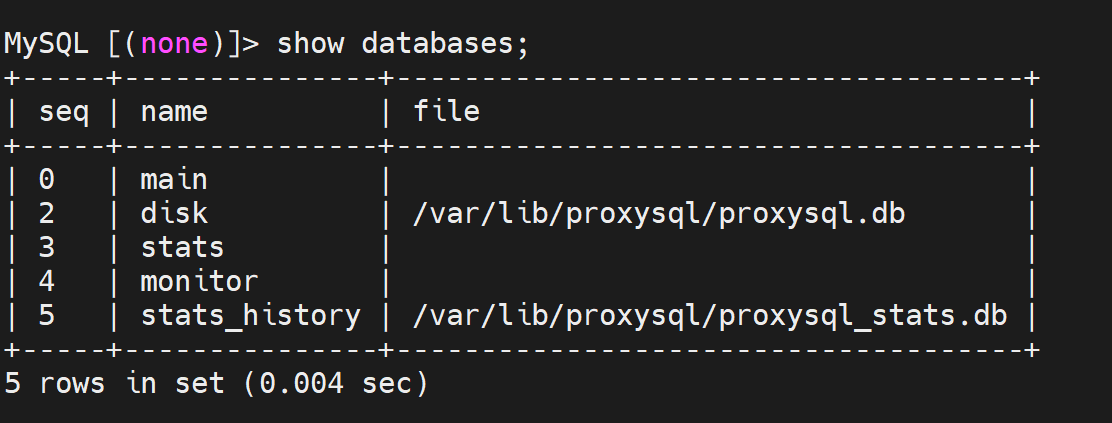 MySQL [(none)]> show databases;
+-----+---------------+-------------------------------------+
| seq | name          | file                                |
+-----+---------------+-------------------------------------+
| 0   | main          |                                     |
| 2   | disk          | /var/lib/proxysql/proxysql.db       |
| 3   | stats         |                                     |
| 4   | monitor       |                                     |
| 5   | stats_history | /var/lib/proxysql/proxysql_stats.db |
+-----+---------------+-------------------------------------+
5 rows in set (0.004 sec)